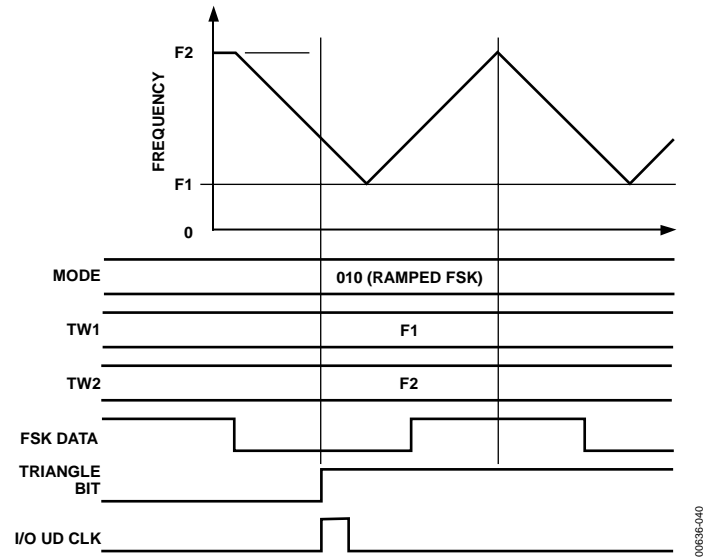 F2
FREQUENCY
F1
0
MODE
010 (RAMPED FSK)
TW1
F1
TW2
F2
FSK DATA
TRIANGLE
BIT
I/O UD CLK
00636-040